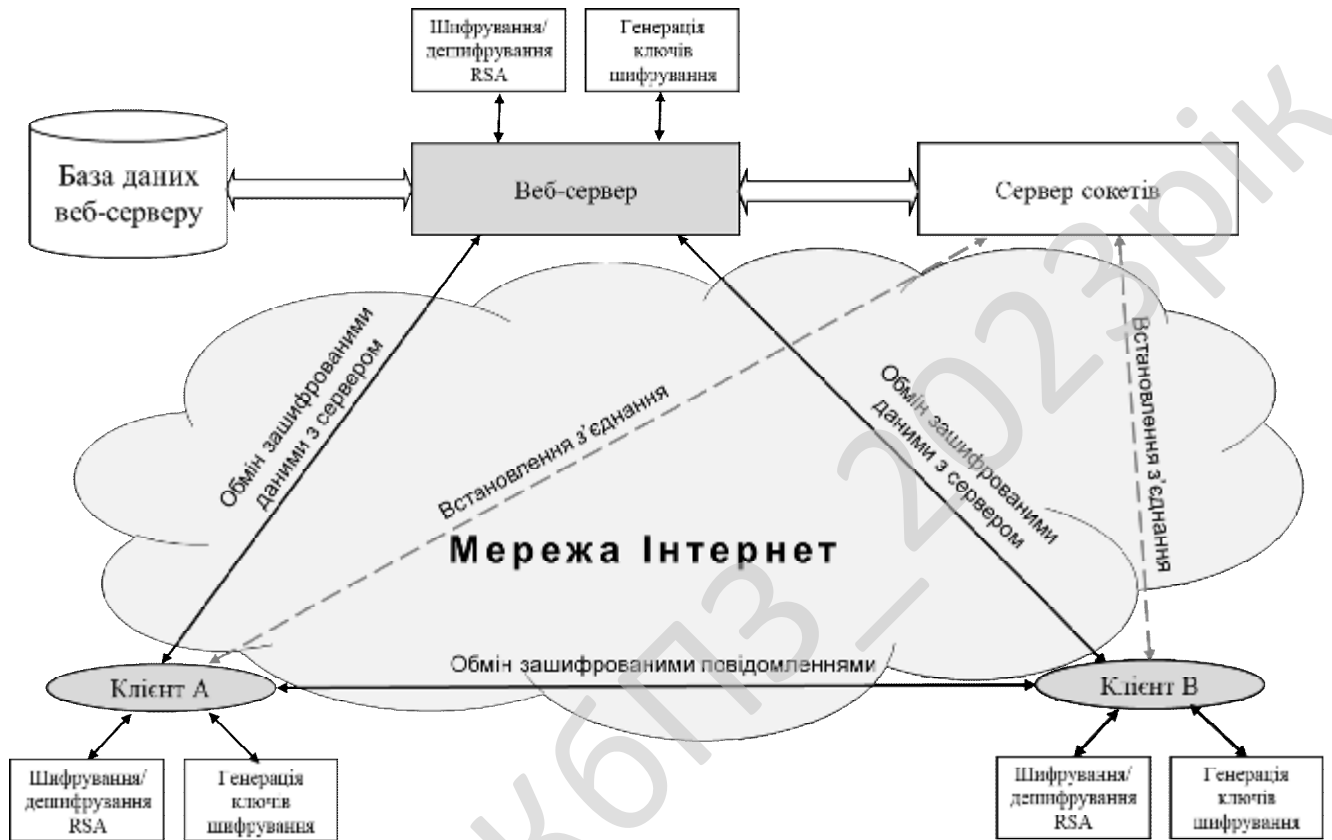 Шифрування/
дешифрування
RSA
Генерація
ключів
шифрування
База даних
веб-серверу
Веб-сервер
Сервер сокетів
Обмін зашифрованими
даними з сервером
Встановлення з’єднання
Обмін зашифрованими
даними з сервером
Встановлення з’єднання
Мережа Інтернет
Обмін зашифрованими повідомленнями
Клієнт А
Клієнт В
Шифрування/
дешифрування
RSA
Генерація
ключів
шифрування
Шифрування/
дешифрування
RSA
Генерація
ключів
шифрування
КбПЗ_2023рік